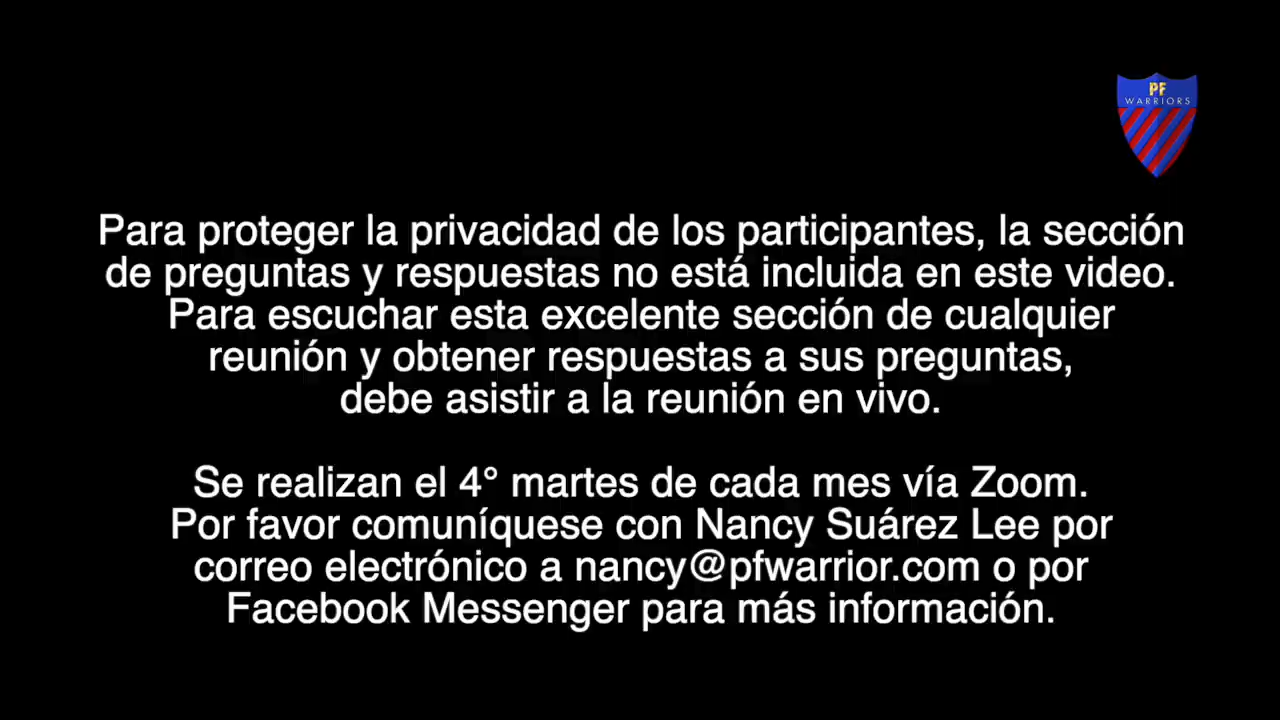 PF
WARRIORS
Para proteger la privacidad de los participantes, la sección
de preguntas y respuestas no está incluida en este video.
Para escuchar esta excelente sección de cualquier
reunión y obtener respuestas a sus preguntas,
debe asistir a la reunión en vivo.
Se realizan el 4° martes de cada mes vía Zoom.
Por favor comuníquese con Nancy Suárez Lee por
correo electrónico a nancy@pfwarrior.com o por
Facebook Messenger para más información.